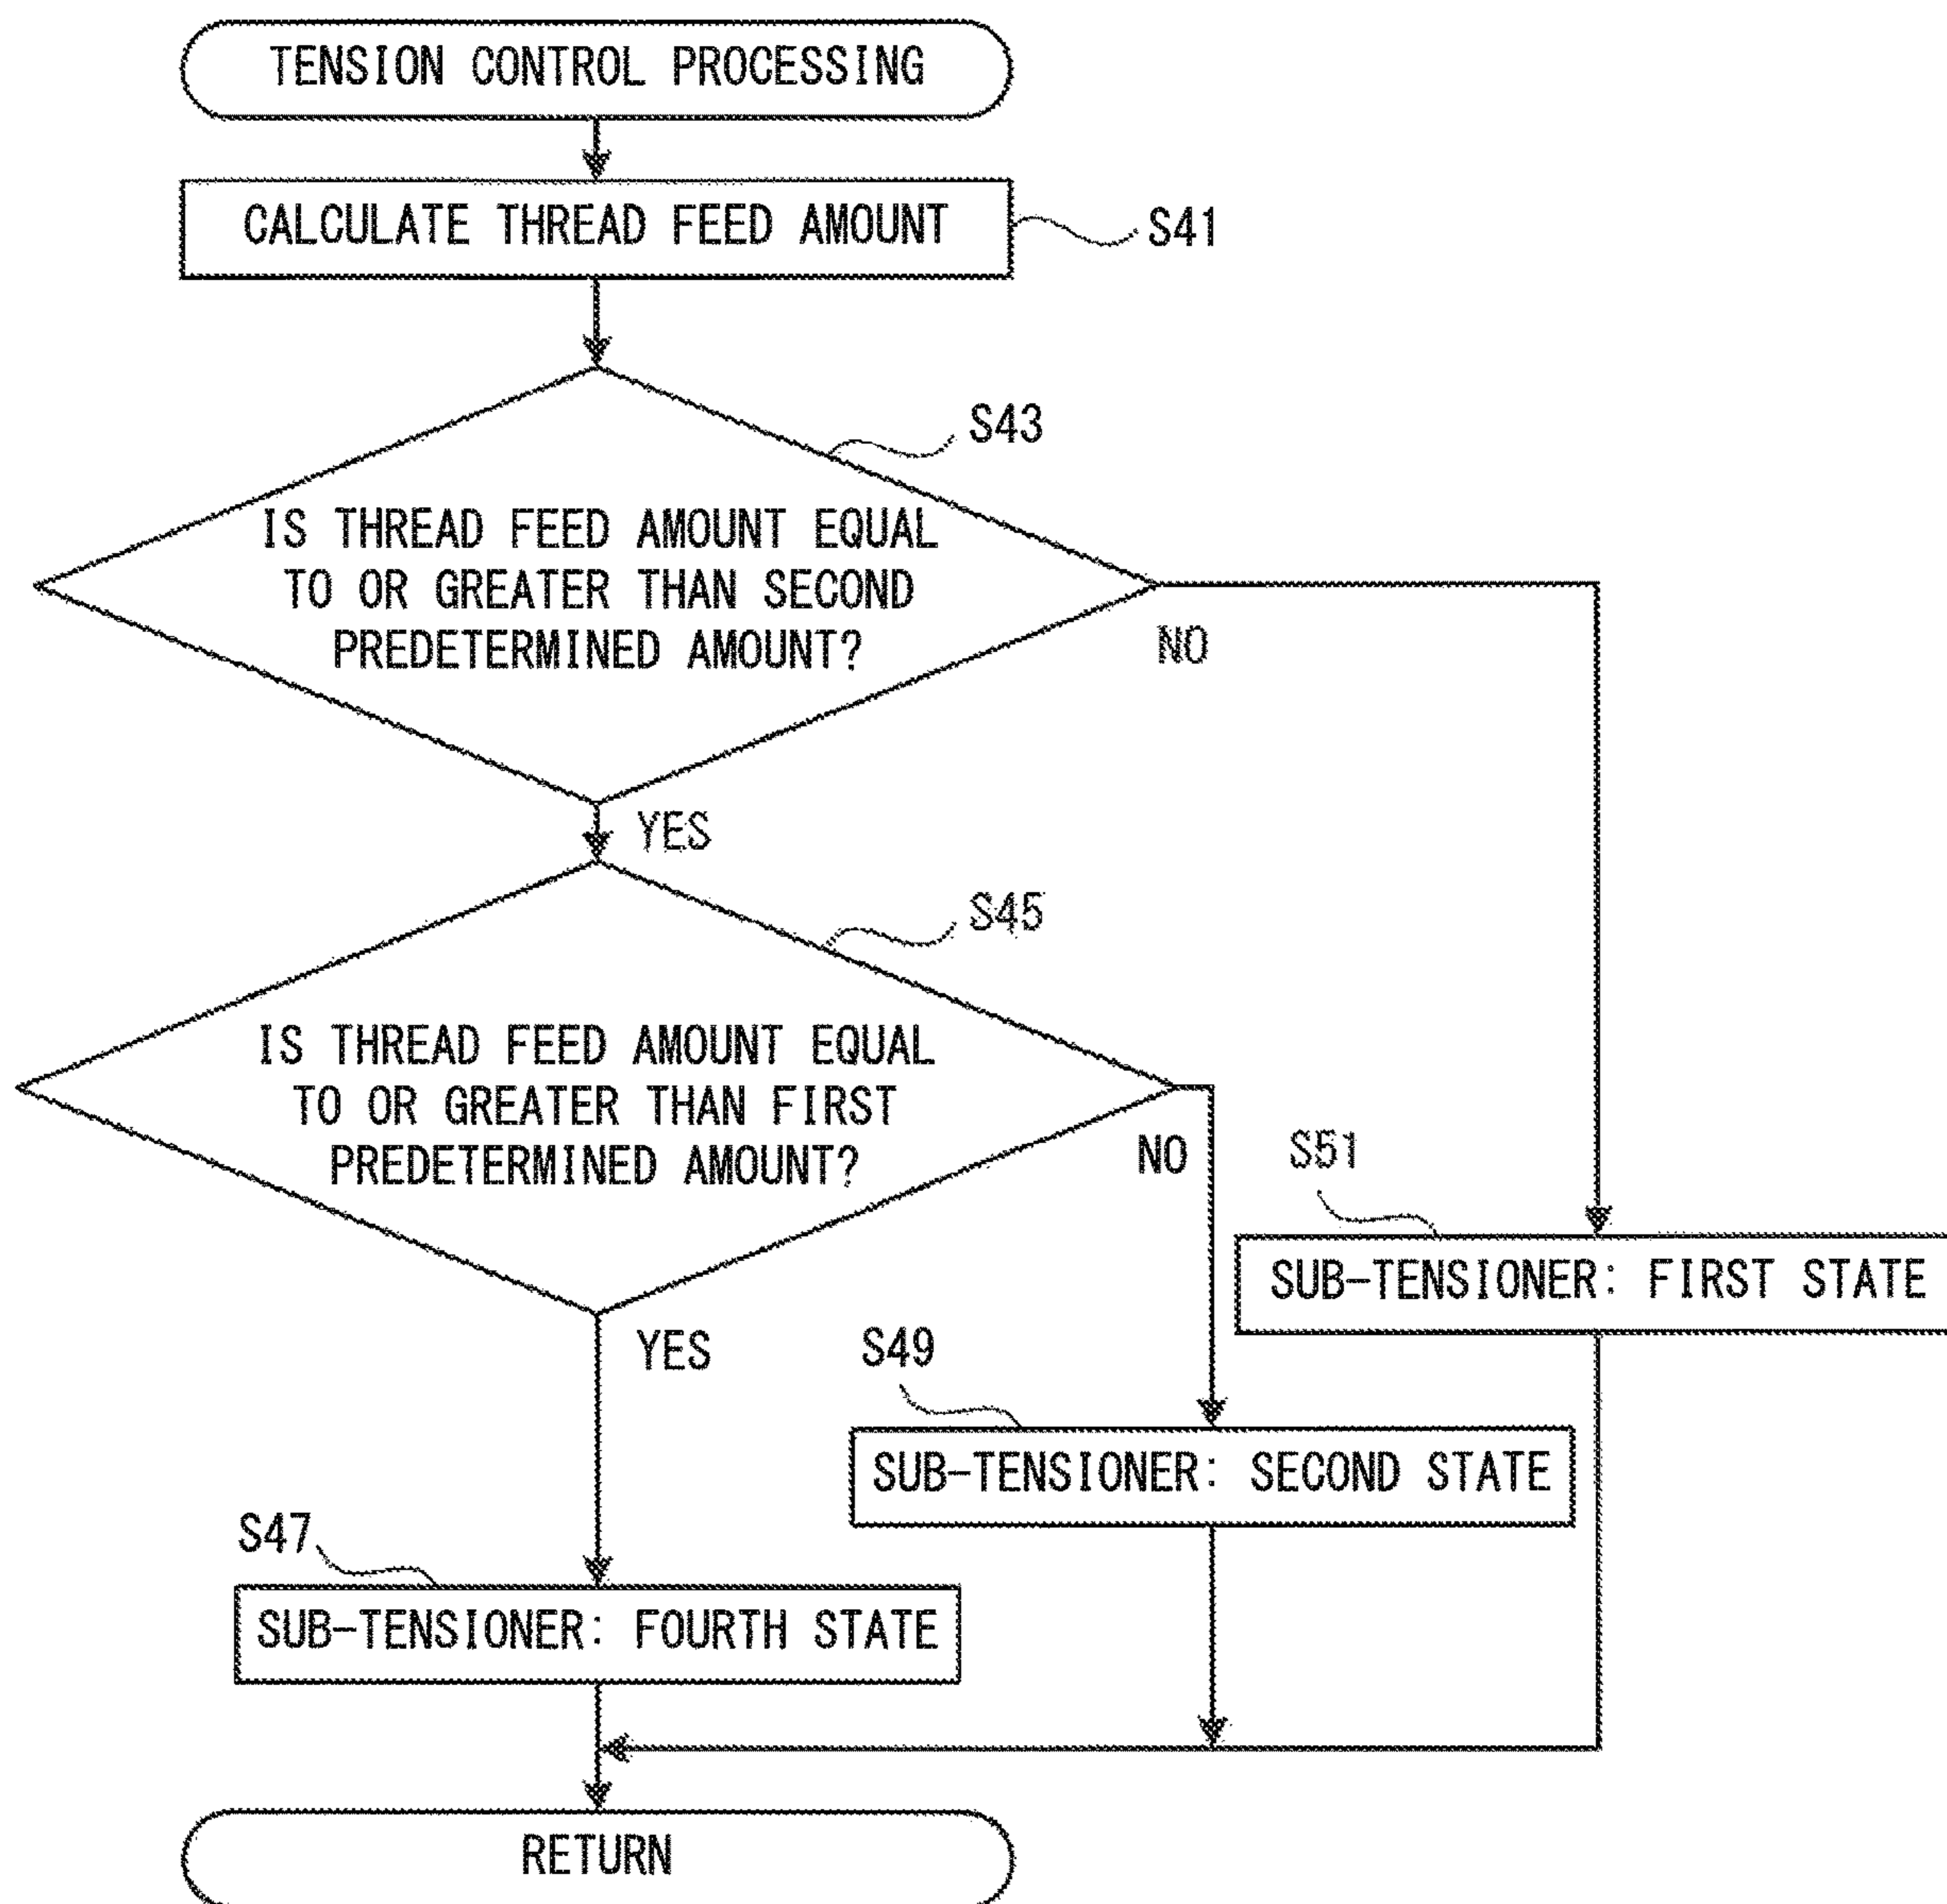 TENSION CONTROL PROCESSING
CALCULATE THREAD FEED AMOUNT
S41
S43
IS THREAD FEED AMOUNT EQUAL
TO OR GREATER THAN SECOND
PREDETERMINED AMOUNT?
NO
YES
S45
IS THREAD FEED AMOUNT EQUAL
TO OR GREATER THAN FIRST
PREDETERMINED AMOUNT?
NO
S51
SUB-TENSIONER: FIRST STATE
YES
S49
SUB-TENSIONER: SECOND STATE
S47
SUB-TENSIONER: FOURTH STATE
RETURN